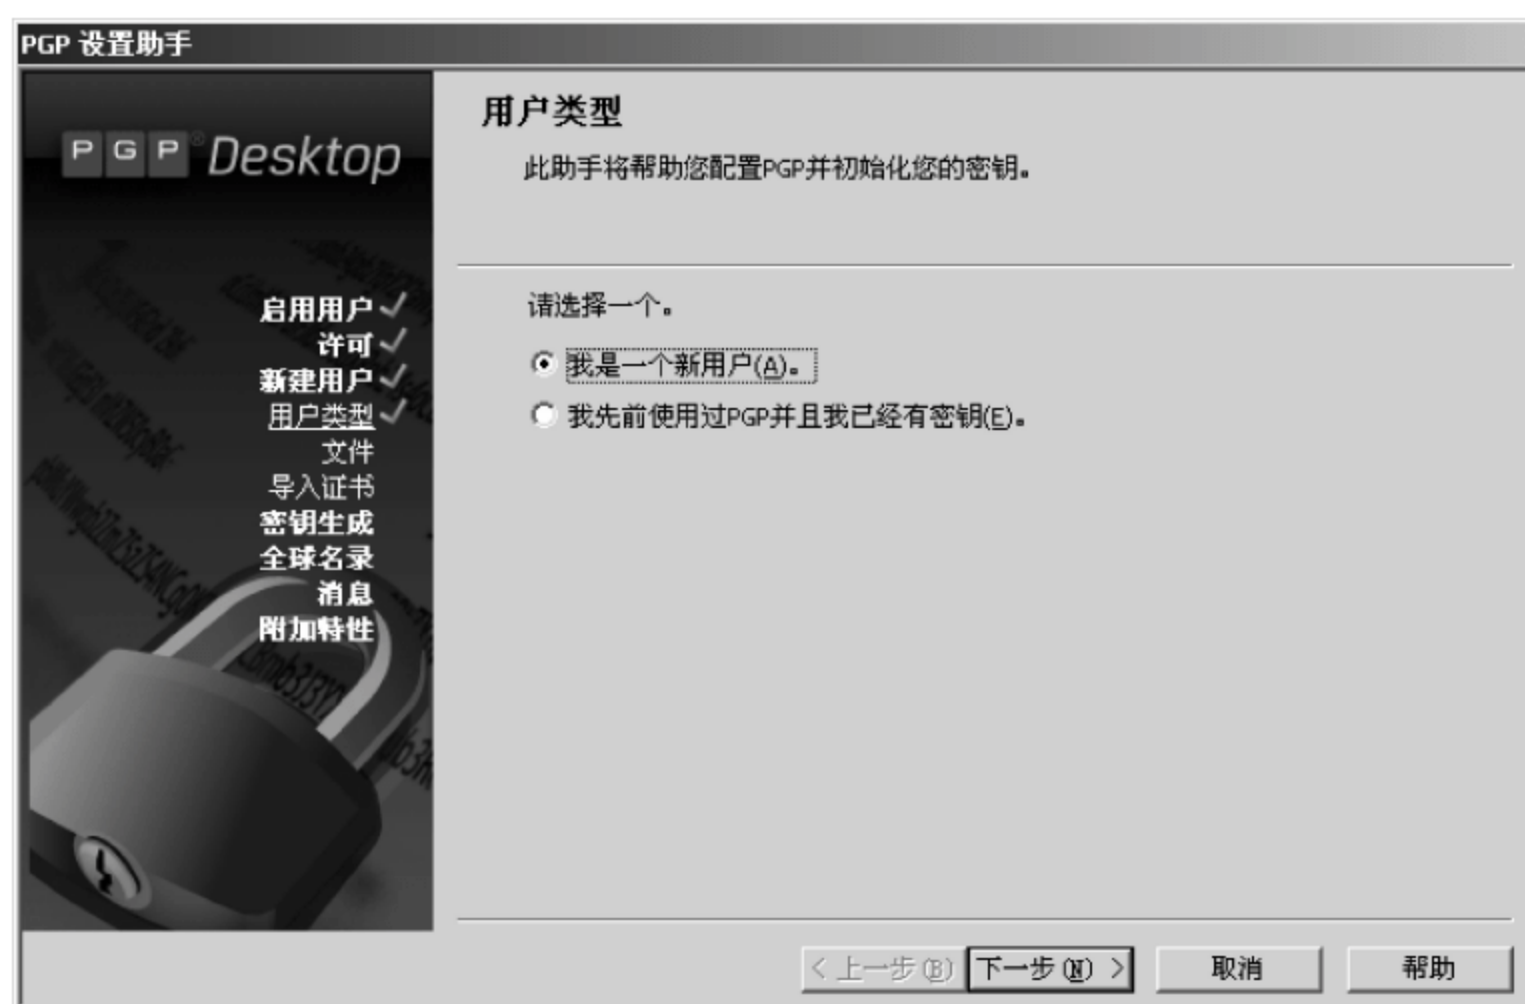 PGP 设置助手
PGP® Desktop
启用用户
许可
新建用户
用户类型
文件
导入证书
密钥生成
全球名录
消息
附加特性
用户类型
此助手将帮助您配置PGP并初始化您的密钥。
请选择一个。
我是一个新用户(A)。
我先前使用过PGP并且我已经有密钥(E)。
< 上一步(B) 下一步(N) > 取消 帮助